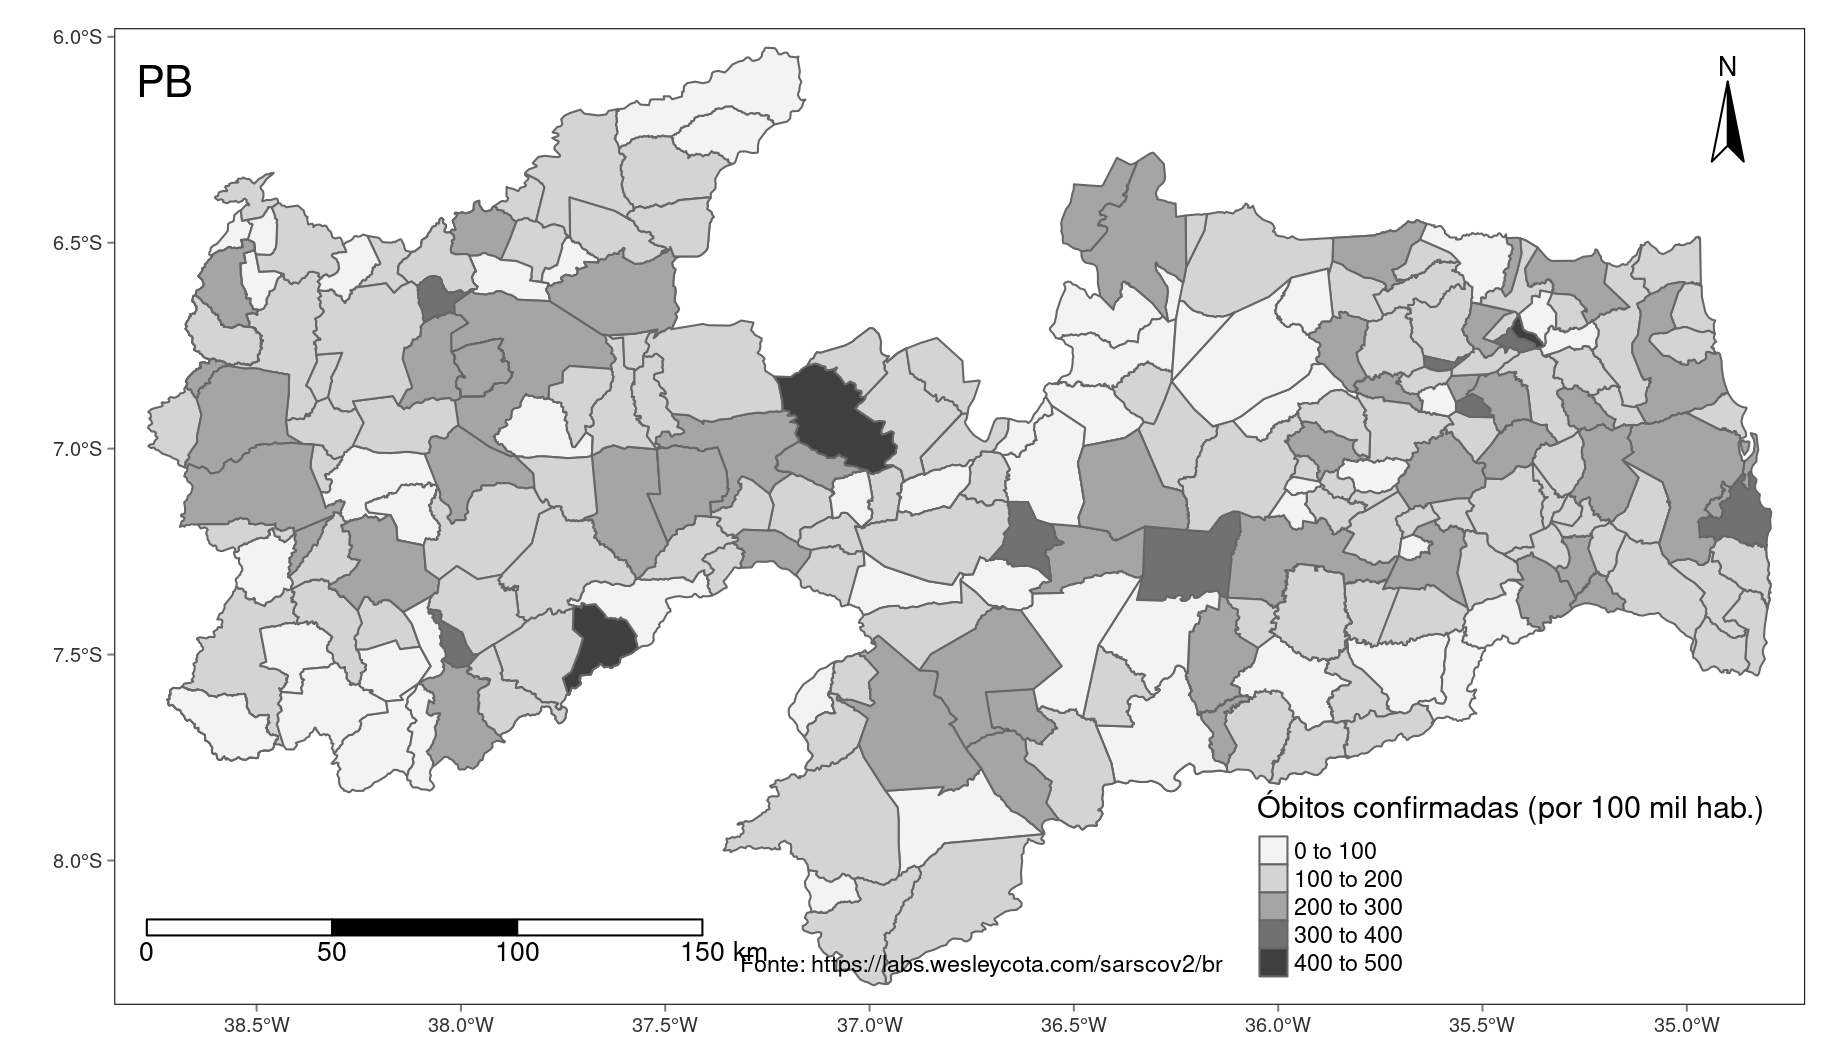 6.0°S
PB
N
6.5°S
7.0°S
7.5°S
8.0°S
Óbitos confirmadas (por 100 mil hab.)
0 to 100
100 to 200
200 to 300
300 to 400
400 to 500
0 50 100 150 km
Fonte: https://labs.wesleycota.com/sarscov2/br
38.5°W 38.0°W 37.5°W 37.0°W 36.5°W 36.0°W 35.5°W 35.0°W